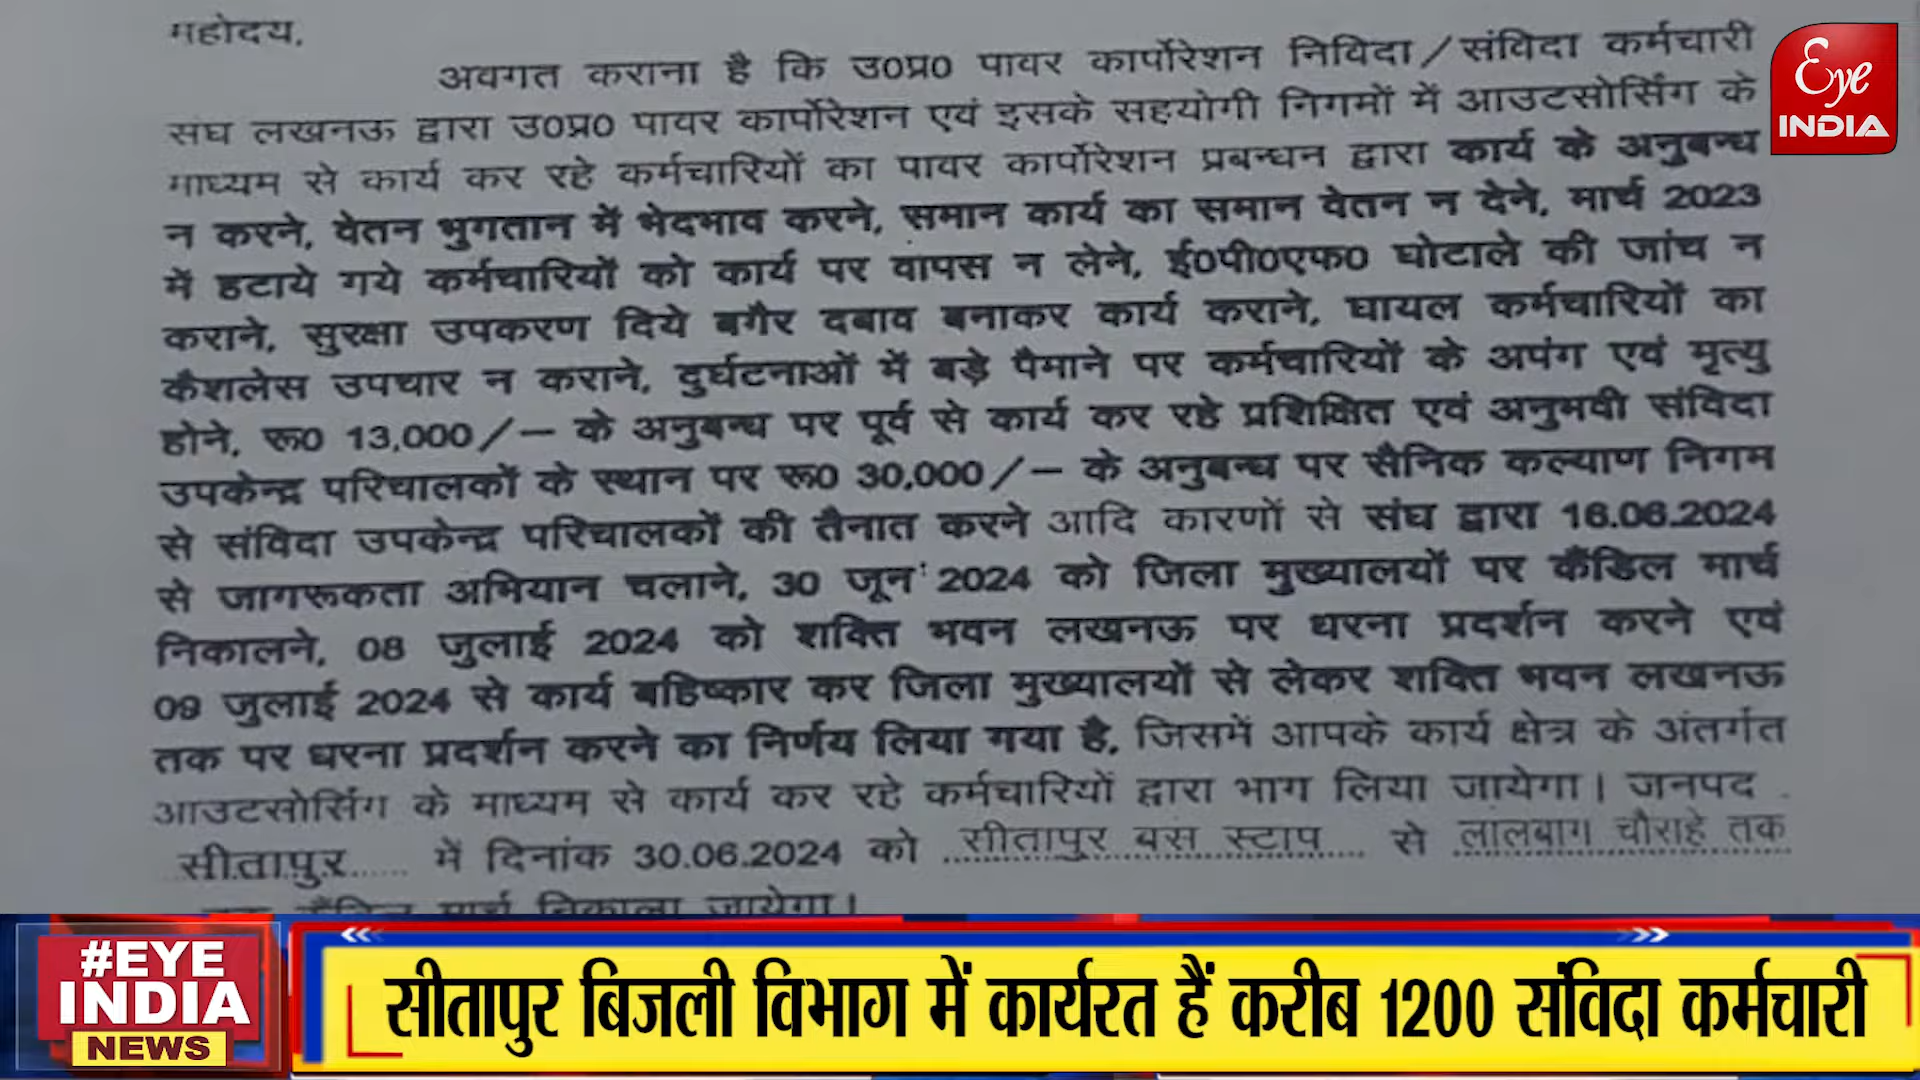 महोदय,
अवगत कराना है कि उ0प्र0 पावर कार्पोरेशन निविदा/संविदा कर्मचारी
संघ लखनऊ द्वारा उ0प्र0 पावर कार्पोरेशन एवं इसके सहयोगी निगमों में आउटसोर्सिंग के
माध्यम से कार्य कर रहे कर्मचारियों का पावर कार्पोरेशन प्रबन्धन द्वारा कार्य के अनुबन्ध
न करने, वेतन भुगतान में भेदभाव करने, समान कार्य का समान वेतन न देने, मार्च 2023
में हटाये गये कर्मचारियों को कार्य पर वापस न लेने, ई0पी0एफ0 घोटाले की जांच न
कराने, सुरक्षा उपकरण दिये बगैर दबाव बनाकर कार्य कराने, घायल कर्मचारियों का
कैशलेस उपचार न कराने, दुर्घटनाओं में बड़े पैमाने पर कर्मचारियों के अपंग एवं मृत्यु
होने, रू0 13,000/— के अनुबन्ध पर पूर्व से कार्य कर रहे प्रशिक्षित एवं अनुभवी संविदा
उपकेन्द्र परिचालकों के स्थान पर रू0 30,000/— के अनुबन्ध पर सैनिक कल्याण निगम
से संविदा उपकेन्द्र परिचालकों की तैनात करने आदि कारणों से संघ द्वारा 16.06.2024
से जागरूकता अभियान चलाने, 30 जून 2024 को जिला मुख्यालयों पर कैंडिल मार्च
निकालने, 08 जुलाई 2024 को शक्ति भवन लखनऊ पर धरना प्रदर्शन करने एवं
09 जुलाई 2024 से कार्य बहिष्कार कर जिला मुख्यालयों से लेकर शक्ति भवन लखनऊ
तक पर धरना प्रदर्शन करने का निर्णय लिया गया है, जिसमें आपके कार्य क्षेत्र के अंतर्गत
आउटसोर्सिंग के माध्यम से कार्य कर रहे कर्मचारियों द्वारा भाग लिया जायेगा। जनपद
सीतापुर में दिनांक 30.06.2024 को सीतापुर बस स्टाप से लालबाग चौराहे तक
तक कैंडिल मार्च निकाला जायेगा।
Eye
INDIA
#EYE
INDIA
NEWS
सीतापुर बिजली विभाग में कार्यरत हैं करीब 1200 संविदा कर्मचारी